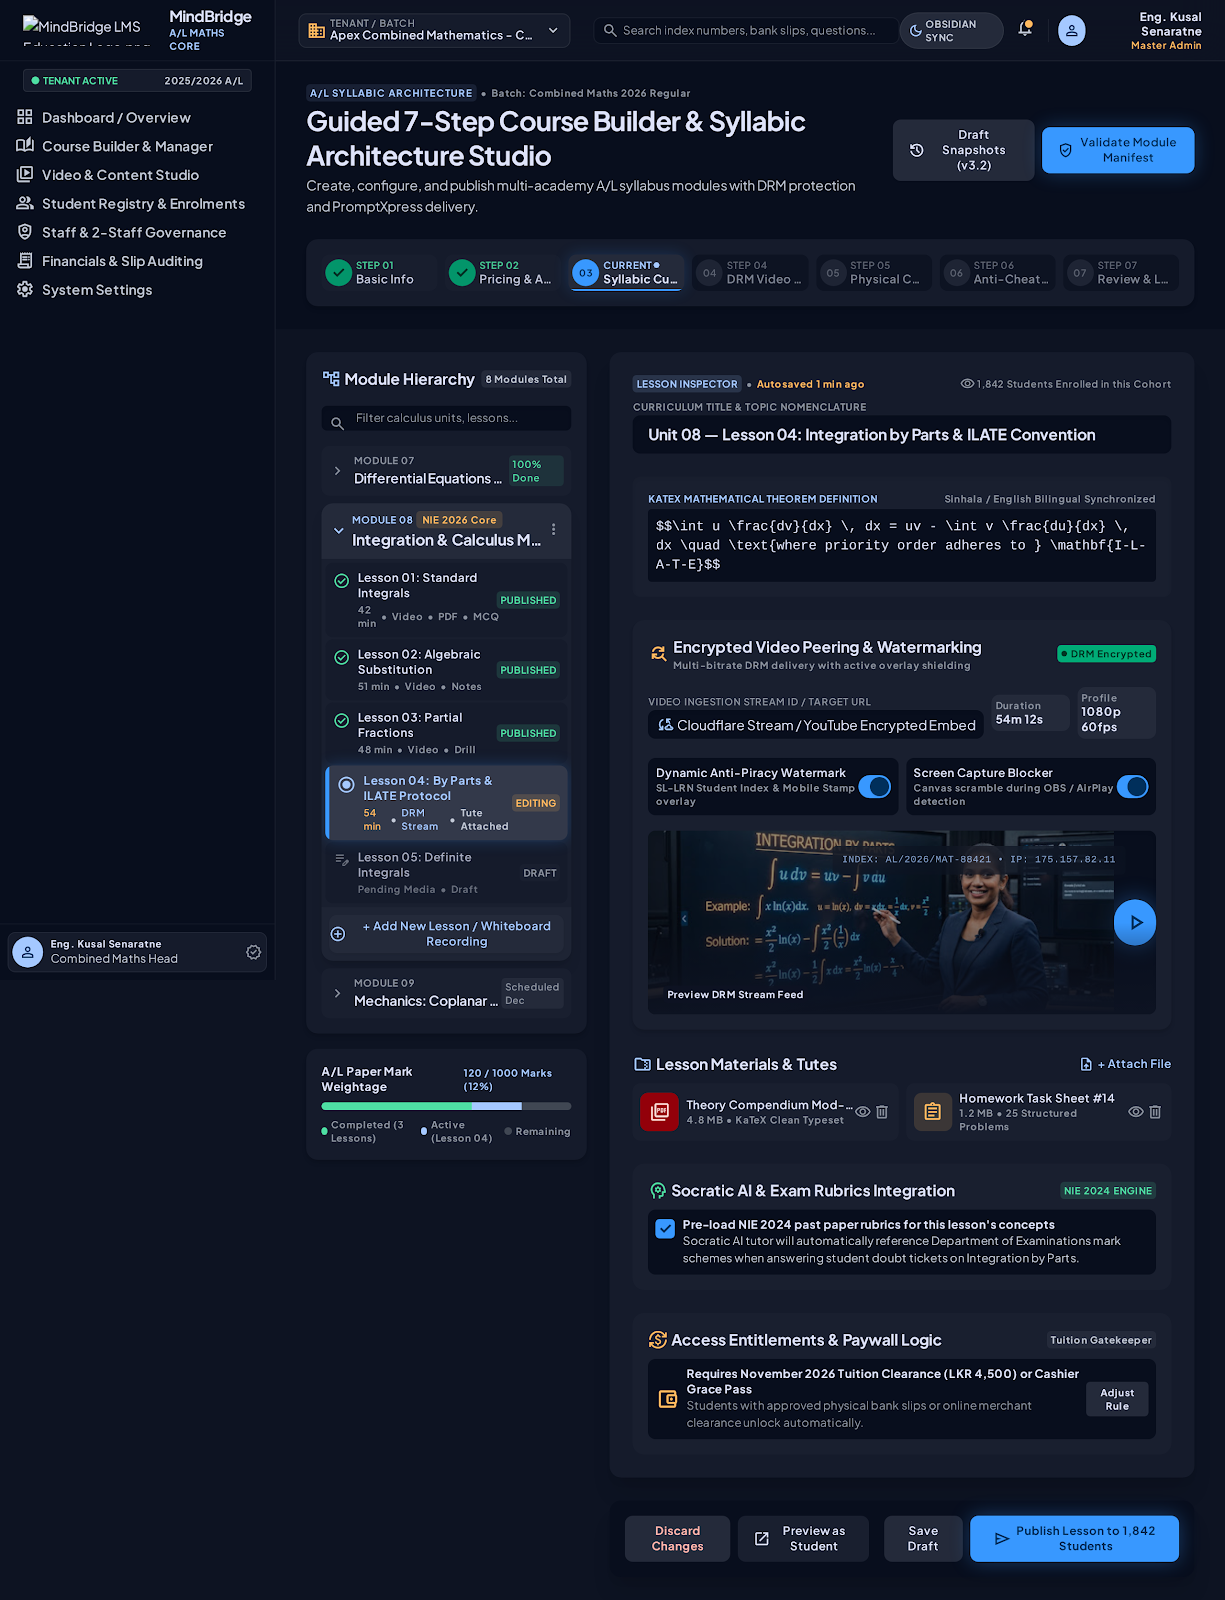 MindBridge LMS
MindBridge
A/L MATHS
CORE
TENANT / BATCH
Apex Combined Mathematics - C...
Search index numbers, bank slips, questions...
OBSIDIAN
SYNC
Eng. Kusal
Senaratne
Master Admin
TENANT ACTIVE
2025/2026 A/L
Dashboard / Overview
Course Builder & Manager
Video & Content Studio
Student Registry & Enrolments
Staff & 2-Staff Governance
Financials & Slip Auditing
System Settings
Eng. Kusal Senaratne
Combined Maths Head
A/L SYLLABIC ARCHITECTURE • Batch: Combined Maths 2026 Regular
Guided 7-Step Course Builder & Syllabic
Architecture Studio
Create, configure, and publish multi-academy A/L syllabus modules with DRM protection
and PromptXpress delivery.
Draft
Snapshots
(v3.2)
Validate Module
Manifest
STEP 01
Basic Info
STEP 02
Pricing & A...
03
CURRENT
Syllabic Cu...
04
STEP 04
DRM Video ...
05
STEP 05
Physical C...
06
STEP 06
Anti-Cheat...
07
STEP 07
Review & L...
Module Hierarchy
8 Modules Total
Filter calculus units, lessons...
MODULE 07
Differential Equations ...
100%
Done
MODULE 08
NIE 2026 Core
Integration & Calculus M...
Lesson 01: Standard
Integrals
42
min • Video • PDF • MCQ
PUBLISHED
Lesson 02: Algebraic
Substitution
51 min • Video • Notes
PUBLISHED
Lesson 03: Partial
Fractions
48 min • Video • Drill
PUBLISHED
Lesson 04: By Parts &
ILATE Protocol
54
min
• DRM
Stream
• Tute
Attached
EDITING
Lesson 05: Definite
Integrals
Pending Media • Draft
DRAFT
+ Add New Lesson / Whiteboard
Recording
MODULE 09
Mechanics: Coplanar ...
Scheduled
Dec
A/L Paper Mark
Weightage
120 / 1000 Marks
(12%)
Completed (3
Lessons)
Active
(Lesson 04)
Remaining
LESSON INSPECTOR • Autosaved 1 min ago
1,842 Students Enrolled in this Cohort
CURRICULUM TITLE & TOPIC NOMENCLATURE
Unit 08 — Lesson 04: Integration by Parts & ILATE Convention
KATEX MATHEMATICAL THEOREM DEFINITION
Sinhala / English Bilingual Synchronized
$$\int u \frac{dv}{dx} \, dx = uv - \int v \frac{du}{dx} \,
dx \quad \text{where priority order adheres to } \mathbf{I-L-
A-T-E}$$
Encrypted Video Peering & Watermarking
Multi-bitrate DRM delivery with active overlay shielding
DRM Encrypted
VIDEO INGESTION STREAM ID / TARGET URL
Cloudflare Stream / YouTube Encrypted Embed
Duration
54m 12s
Profile
1080p
60fps
Dynamic Anti-Piracy Watermark
SL-LRN Student Index & Mobile Stamp
overlay
Screen Capture Blocker
Canvas scramble during OBS / AirPlay
detection
INTEGRATION BY PARTS
INDEX: AL/2026/MAT-88421 • IP: 175.157.82.11
∫u dv = uv - ∫v du
Example: ∫x ln(x)dx.
Solution:
Preview DRM Stream Feed
Lesson Materials & Tutes
+ Attach File
PDF
Theory Compendium Mod-...
4.8 MB • KaTeX Clean Typeset
Homework Task Sheet #14
1.2 MB • 25 Structured
Problems
Socratic AI & Exam Rubrics Integration
NIE 2024 ENGINE
Pre-load NIE 2024 past paper rubrics for this lesson's concepts
Socratic AI tutor will automatically reference Department of Examinations mark
schemes when answering student doubt tickets on Integration by Parts.
Access Entitlements & Paywall Logic
Tuition Gatekeeper
Requires November 2026 Tuition Clearance (LKR 4,500) or Cashier
Grace Pass
Students with approved physical bank slips or online merchant
clearance unlock automatically.
Adjust
Rule
Discard
Changes
Preview as
Student
Save
Draft
Publish Lesson to 1,842
Students